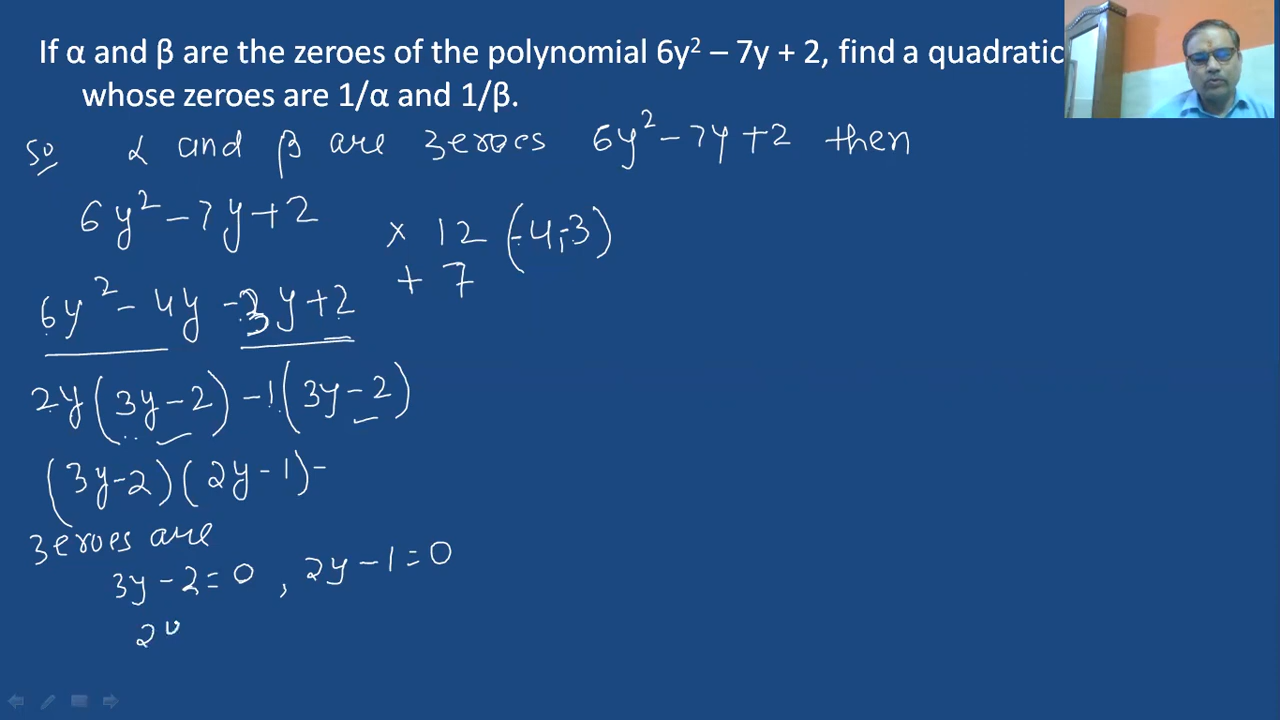 If α and β are the zeroes of the polynomial 6y² – 7y + 2, find a quadratic
whose zeroes are 1/α and 1/β.
So α and β are zeroes 6y² - 7y + 2 then
6y² - 7y + 2
× 12 (-4,-3)
+ 7
6y² - 4y - 3y + 2
2y(3y - 2) - 1(3y - 2)
(3y - 2)(2y - 1) -
zeroes are
3y - 2 = 0 , 2y - 1 = 0